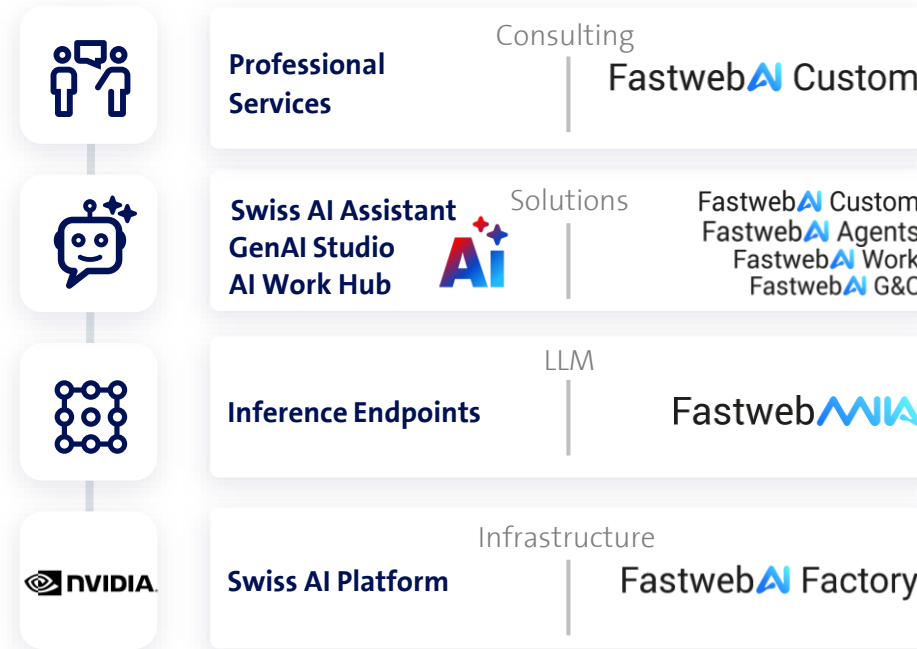 Consulting
Professional
Services
FastwebAI Custom
Solutions
Swiss AI Assistant
GenAI Studio
AI Work Hub
Ai
FastwebAI Custom
FastwebAI Agents
FastwebAI Work
FastwebAI G&C
LLM
Inference Endpoints
FastwebMIIA
Infrastructure
NVIDIA.
Swiss AI Platform
FastwebAI Factory